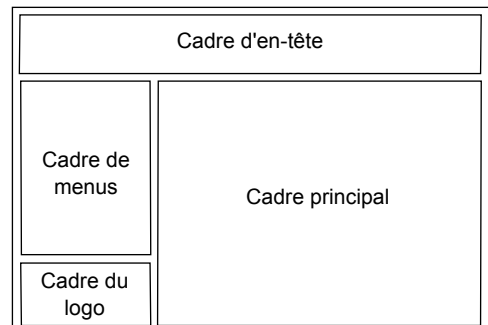 Cadre d'en-tête
Cadre de
menus
Cadre principal
Cadre du
logo